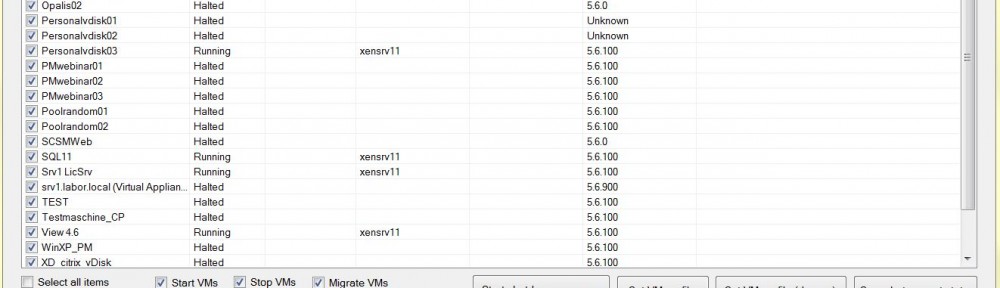 Opalis02 Halted 5.6.0
Personalvdisk01 Halted Unknown
Personalvdisk02 Halted Unknown
Personalvdisk03 Running xensrv11 5.6.100
PMwebinar01 Halted 5.6.100
PMwebinar02 Halted 5.6.100
PMwebinar03 Halted 5.6.100
Poolrandom01 Halted 5.6.100
Poolrandom02 Halted 5.6.100
SCSMWeb Halted 5.6.0
SQL11 Running xensrv11 5.6.100
Srv1 LicSrv Running xensrv11 5.6.100
srv1.labor.local (Virtual Applian... Halted 5.6.900
TEST Halted 5.6.100
Testmaschine_CP Halted 5.6.100
View 4.6 Running xensrv11 5.6.100
WinXP_PM Halted 5.6.100
XD_citrix_vDisk Halted 5.6.100
Select all items Start VMs Stop VMs Migrate VMs